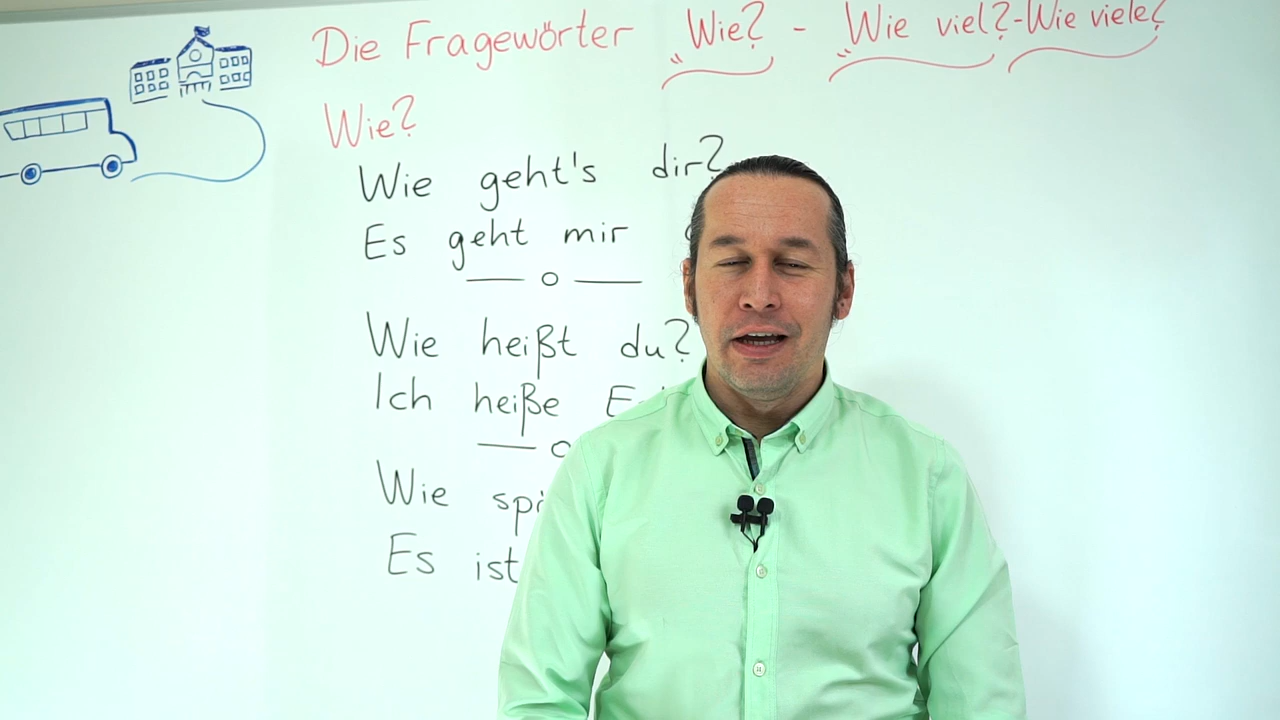 Die Fragewörter "Wie? - "Wie viel?-Wie viele?
Wie?
Wie geht's dir?
Es geht mir
Wie heißt du?
Ich heiße
Wie
Es ist